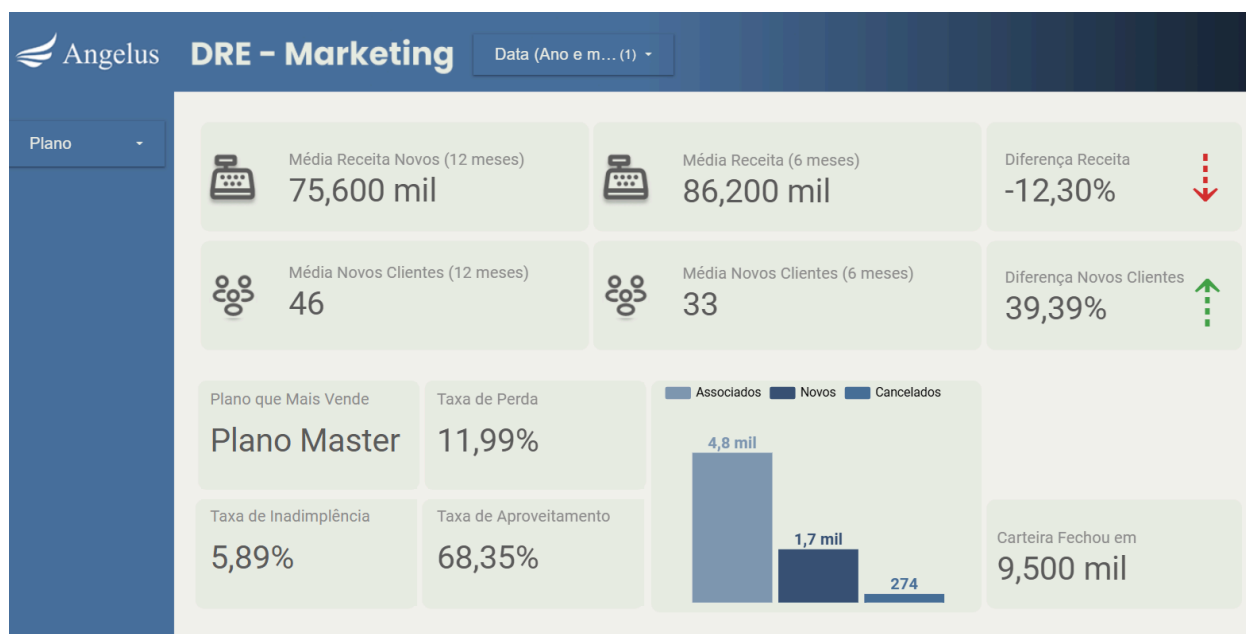 Angelus
DRE - Marketing
Data (Ano e m... (1)
Plano
Média Receita Novos (12 meses)
75,600 mil
Média Receita (6 meses)
86,200 mil
Diferença Receita
-12,30%
Média Novos Clientes (12 meses)
46
Média Novos Clientes (6 meses)
33
Diferença Novos Clientes
39,39%
Plano que Mais Vende
Plano Master
Taxa de Perda
11,99%
Associados Novos Cancelados
4,8 mil
1,7 mil
274
Taxa de Inadimplência
5,89%
Taxa de Aproveitamento
68,35%
Carteira Fechou em
9,500 mil